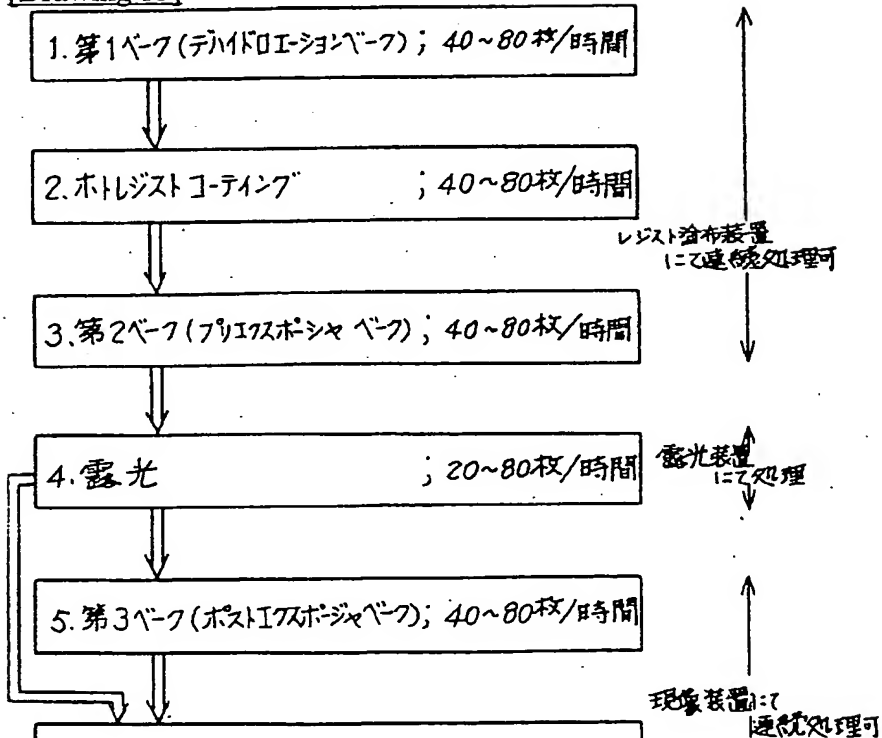 1. 第1ベーク(デハイドロエーションベーク); 40~80枚/時間
2. ホトレジストコーティング ; 40~80枚/時間
レジスト塗布装置
にて連続処理可
3. 第2ベーク(プリエクスポーシャ ベーク); 40~80枚/時間
4. 露光 ; 20~80枚/時間
露光装置
にて処理
5. 第3ベーク(ポストエクスポージャベーク); 40~80枚/時間
現像装置にて
連続処理可